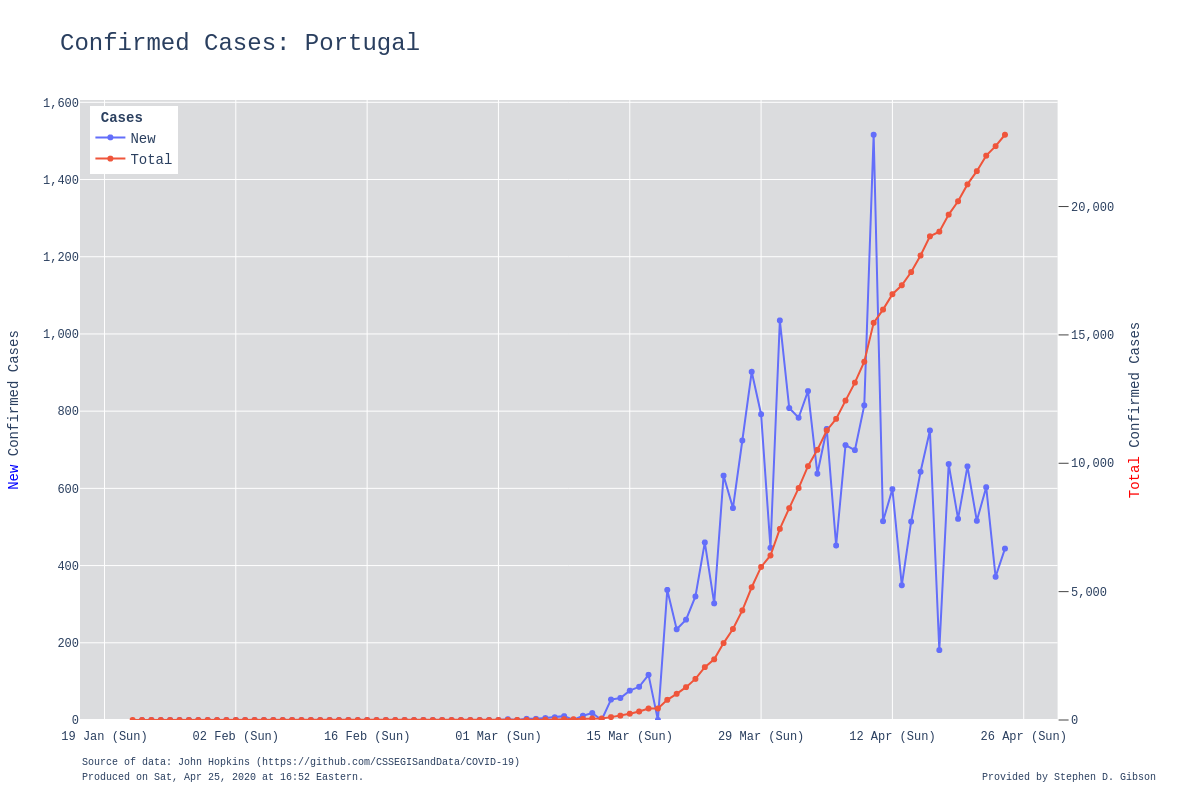 Confirmed Cases: Portugal
Cases
New
Total
1,600
1,400
1,200
1,000
800
600
400
200
0
20,000
15,000
10,000
5,000
0
New Confirmed Cases
Total Confirmed Cases
19 Jan (Sun)
02 Feb (Sun)
16 Feb (Sun)
01 Mar (Sun)
15 Mar (Sun)
29 Mar (Sun)
12 Apr (Sun)
26 Apr (Sun)
Source of data: John Hopkins (https://github.com/CSSEGISandData/COVID-19)
Produced on Sat, Apr 25, 2020 at 16:52 Eastern.
Provided by Stephen D. Gibson